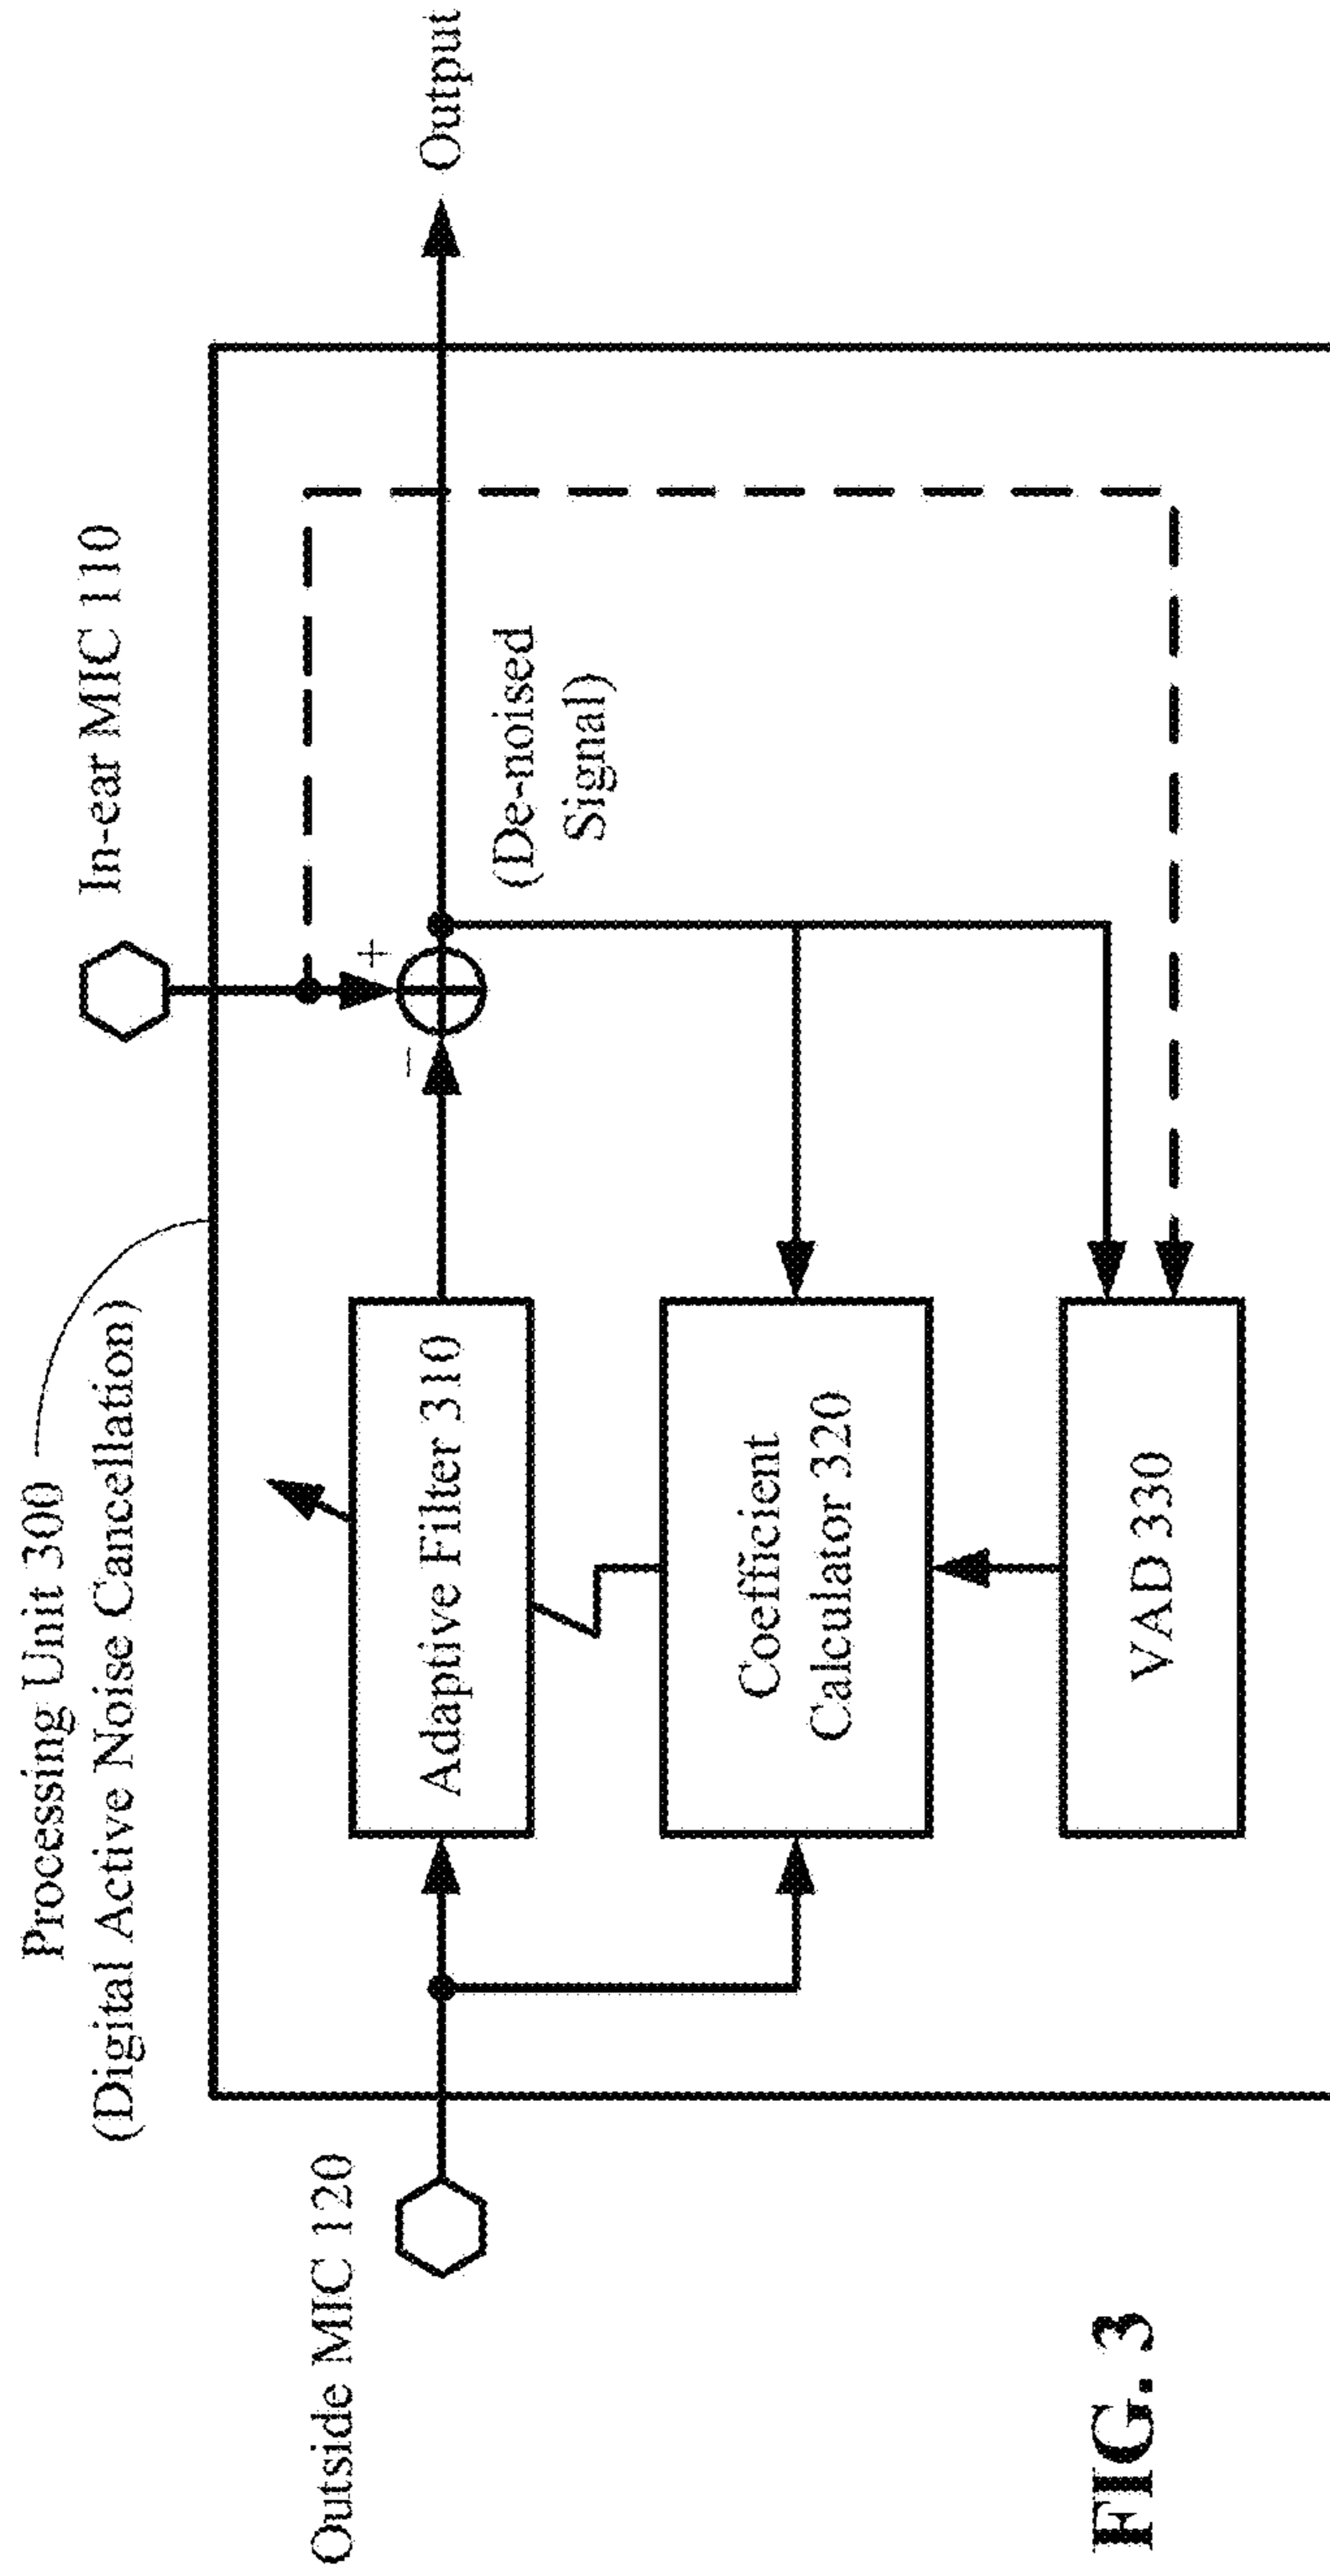 Processing Unit 300
(Digital Active Noise Cancellation)
In-ear MIC 110
Outside MIC 120
+
−
Output
Adaptive Filter 310
(De-noised
Signal)
Coefficient
Calculator 320
VAD 330
FIG. 3